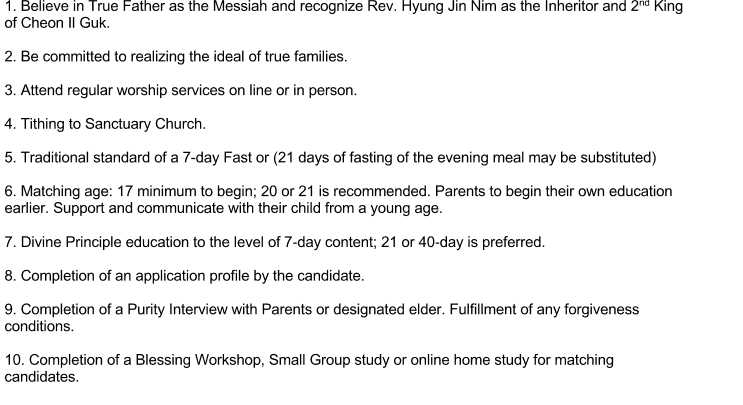 1. Believe in True Father as the Messiah and recognize Rev. Hyung Jin Nim as the Inheritor and 2nd King
of Cheon Il Guk.
2. Be committed to realizing the ideal of true families.
3. Attend regular worship services on line or in person.
4. Tithing to Sanctuary Church.
5. Traditional standard of a 7-day Fast or (21 days of fasting of the evening meal may be substituted)
6. Matching age: 17 minimum to begin; 20 or 21 is recommended. Parents to begin their own education
earlier. Support and communicate with their child from a young age.
7. Divine Principle education to the level of 7-day content; 21 or 40-day is preferred.
8. Completion of an application profile by the candidate.
9. Completion of a Purity Interview with Parents or designated elder. Fulfillment of any forgiveness
conditions.
10. Completion of a Blessing Workshop, Small Group study or online home study for matching
candidates.